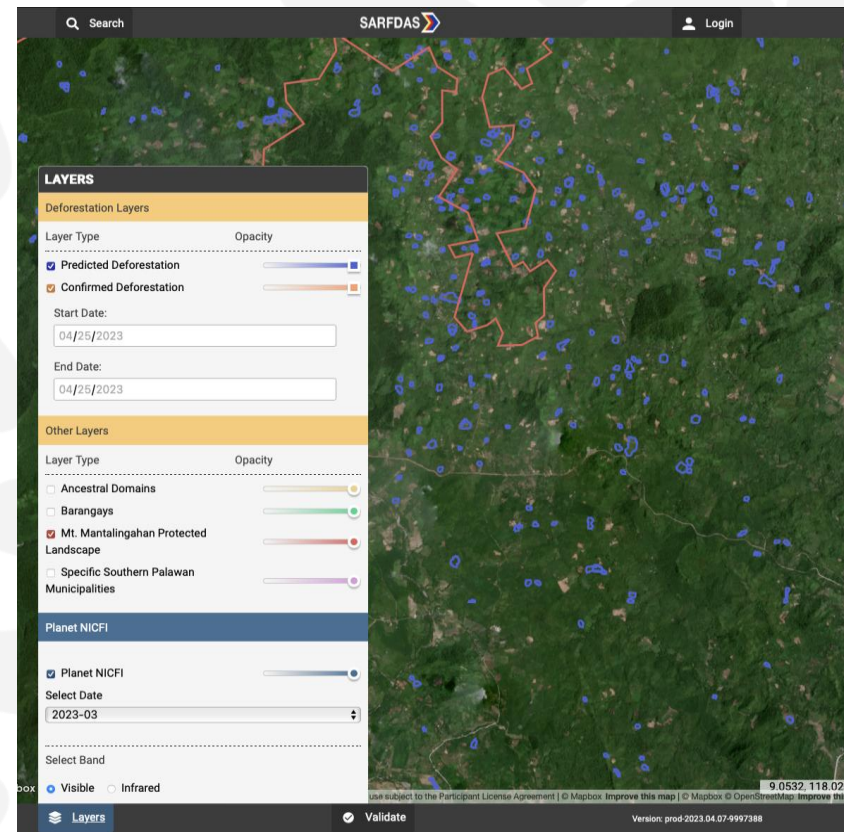 Search
SARFDAS
Login
LAYERS
Deforestation Layers
Layer Type Opacity
Predicted Deforestation
Confirmed Deforestation
Start Date:
04/25/2023
End Date:
04/25/2023
Other Layers
Layer Type Opacity
Ancestral Domains
Barangays
Mt. Mantalingahan Protected
Landscape
Specific Southern Palawan
Municipalities
Planet NICFI
Planet NICFI
Select Date
2023-03
Select Band
Visible Infrared
9.0532, 118.02
box
use subject to the Participant License Agreement | © Mapbox Improve this map | © Mapbox © OpenStreetMap Improve this
Layers
Validate
Version: prod-2023.04.07-9997388